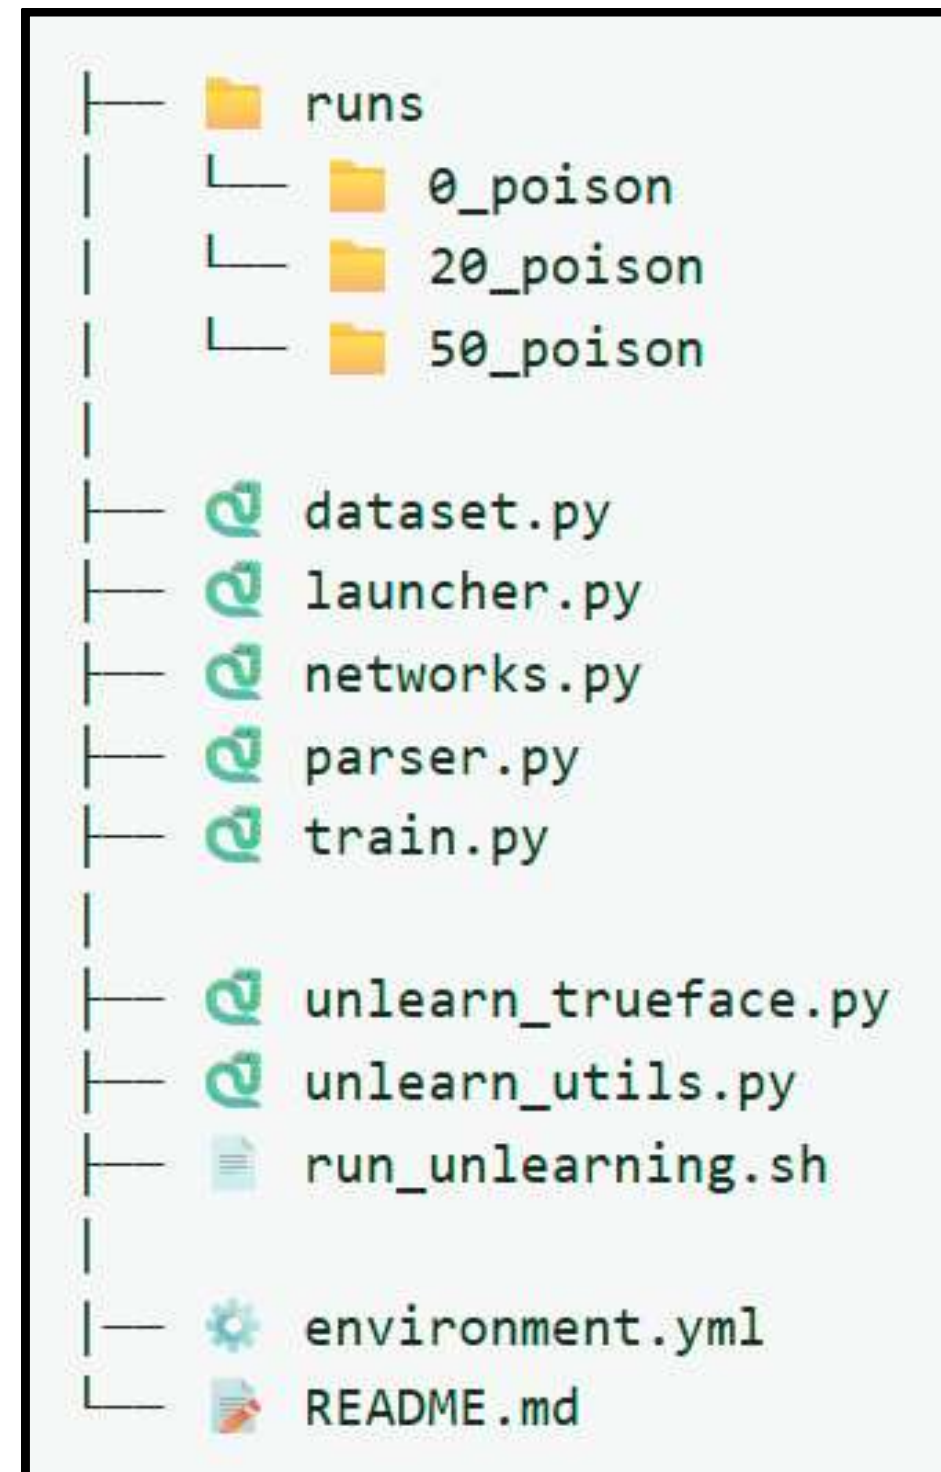 runs
0_poison
20_poison
50_poison
dataset.py
launcher.py
networks.py
parser.py
train.py
unlearn_trueface.py
unlearn_utils.py
run_unlearning.sh
environment.yml
README.md